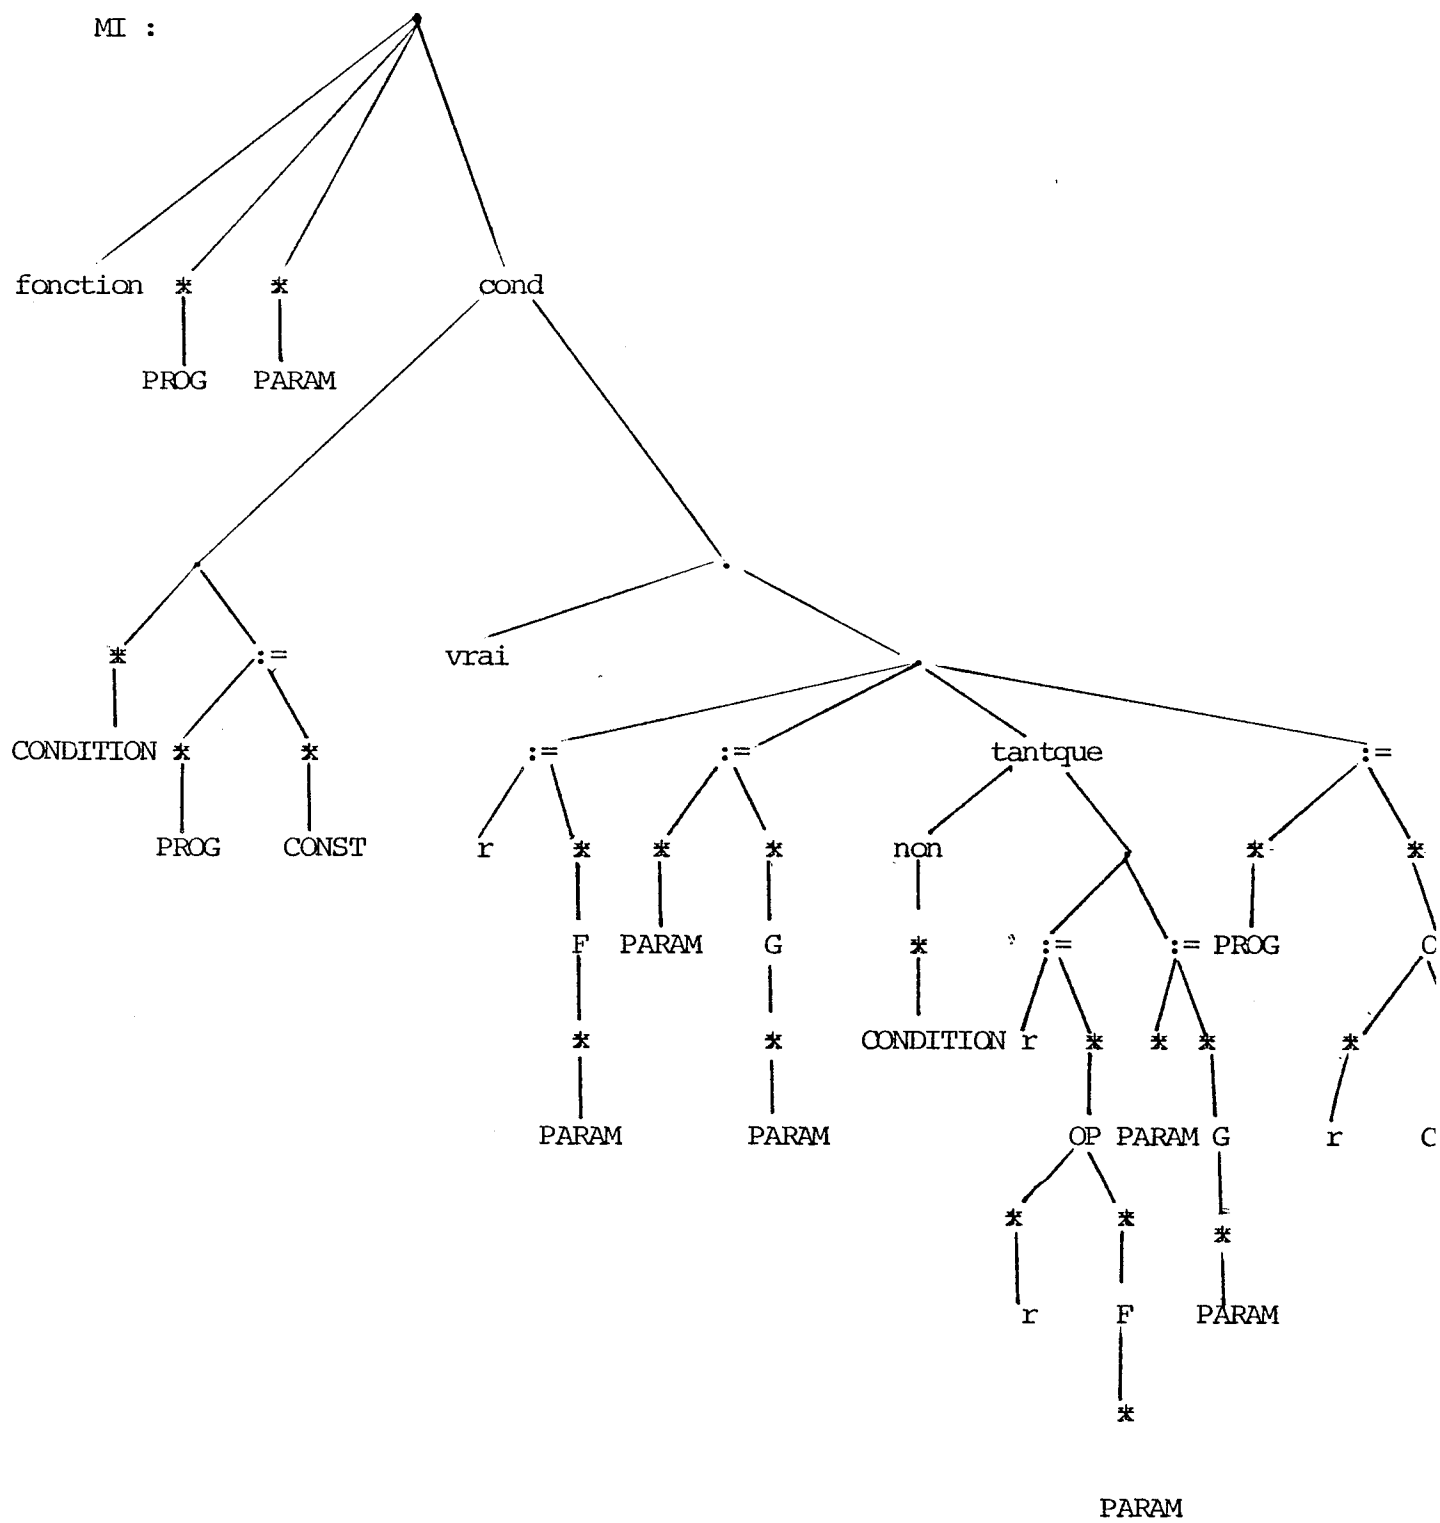 MI :
fonction * * cond
PROG PARAM
* := vrai
CONDITION * * := := tantque :=
PROG CONST r * * * non * *
F PARAM G * := := PROG
* * CONDITION r * * * *
PARAM PARAM OP PARAM G r
* * *
r F PARAM
*
PARAM